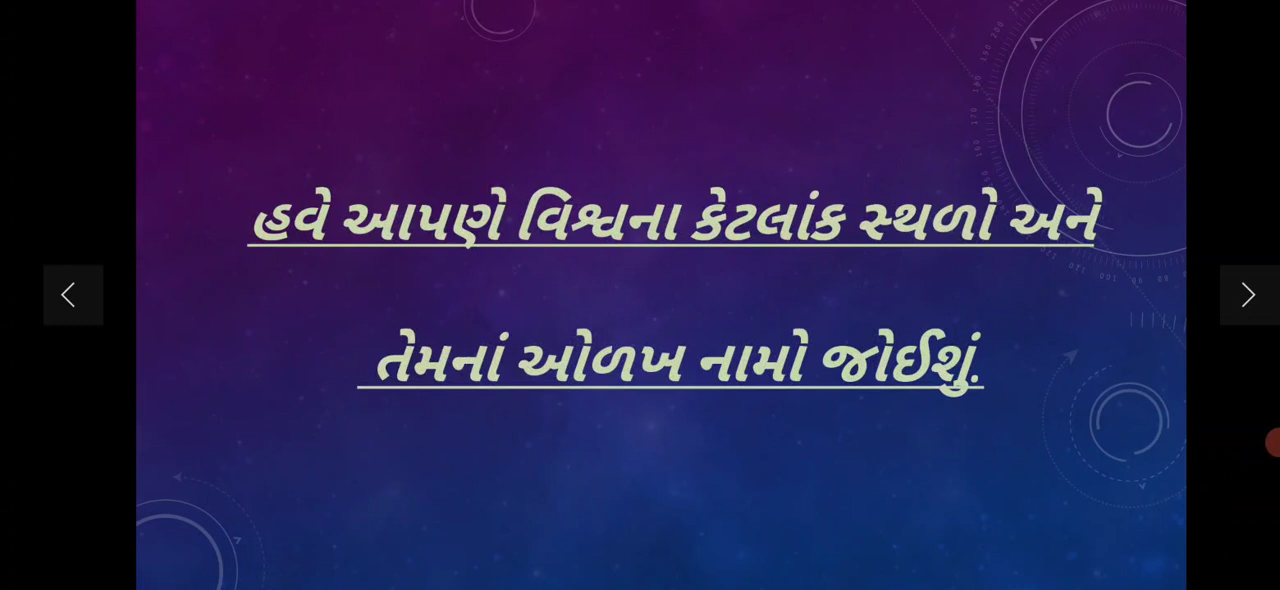 હવે આપણે વિશ્વના કેટલાંક સ્થળો અને
તેમનાં ઓળખ નામો જોઈશું.